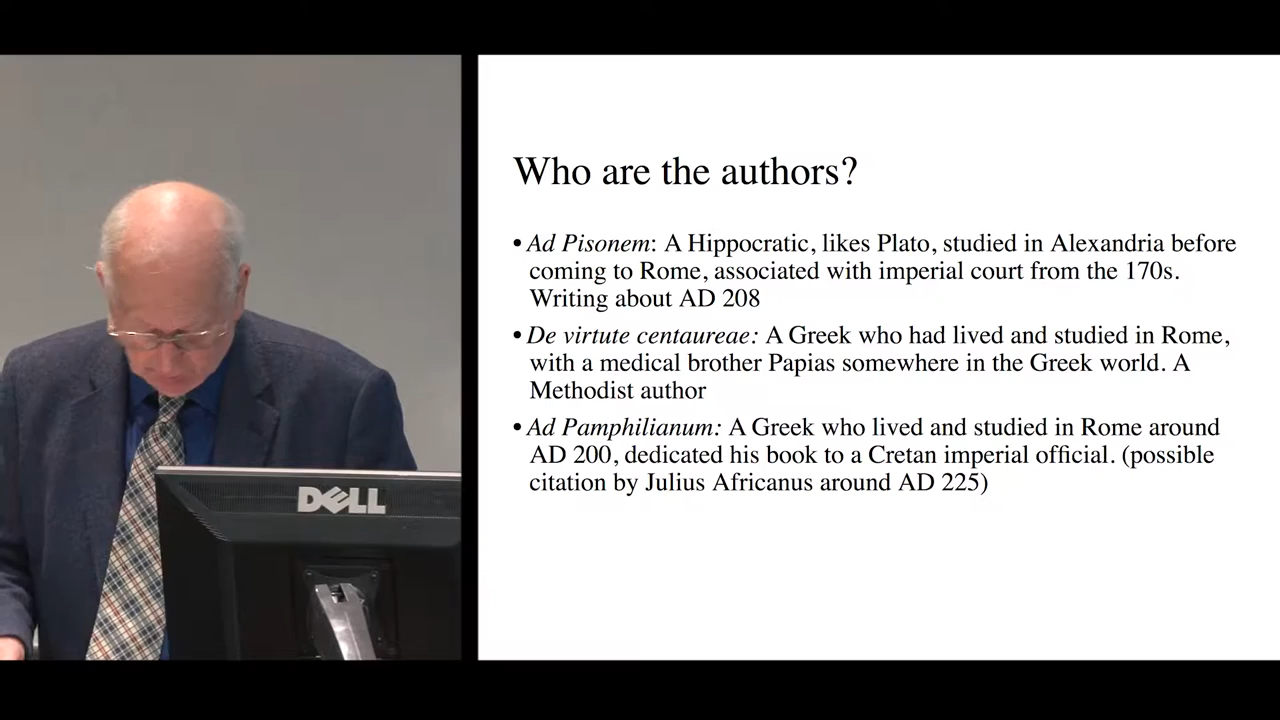 Who are the authors?
• Ad Pisonem: A Hippocratic, likes Plato, studied in Alexandria before
coming to Rome, associated with imperial court from the 170s.
Writing about AD 208
• De virtute centaureae: A Greek who had lived and studied in Rome,
with a medical brother Papias somewhere in the Greek world. A
Methodist author
• Ad Pamphilianum: A Greek who lived and studied in Rome around
AD 200, dedicated his book to a Cretan imperial official. (possible
citation by Julius Africanus around AD 225)
DELL